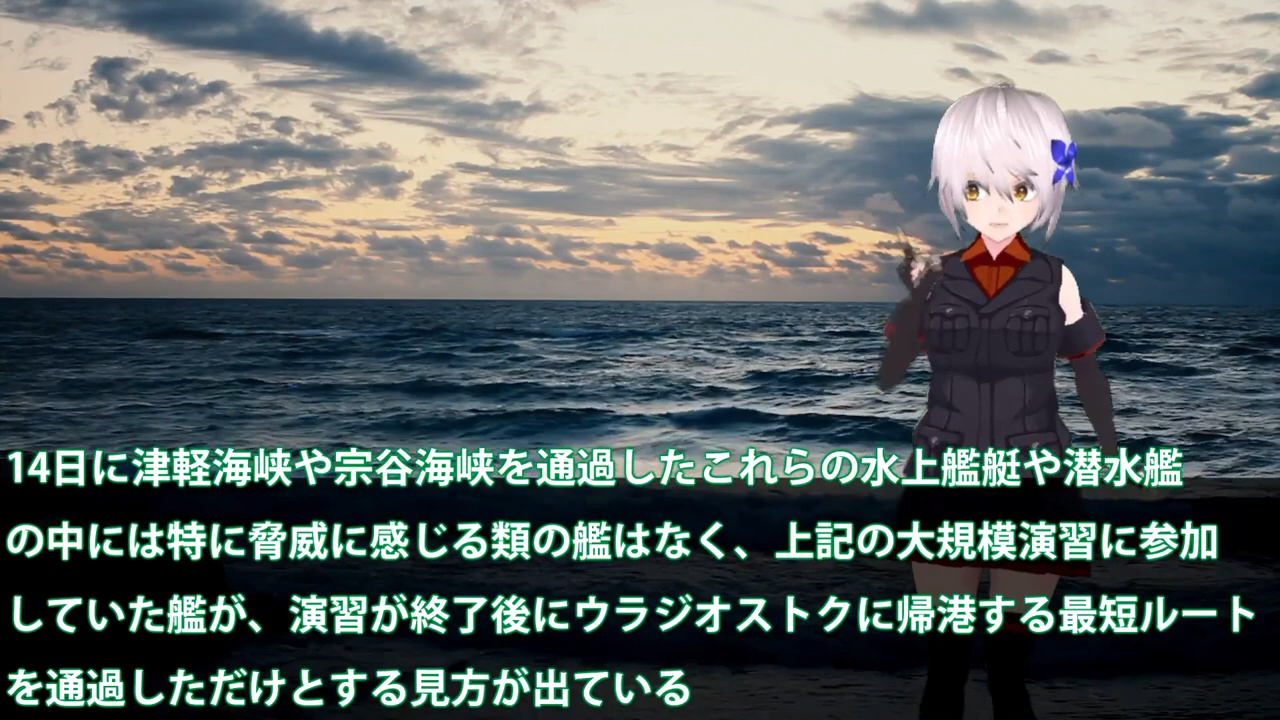 14日に津軽海峡や宗谷海峡を通過したこれらの水上艦艇や潜水艦
の中には特に脅威に感じる類の艦はなく、上記の大規模演習に参加
していた艦が、演習が終了後にウラジオストクに帰港する最短ルート
を通過しただけとする見方が出ている